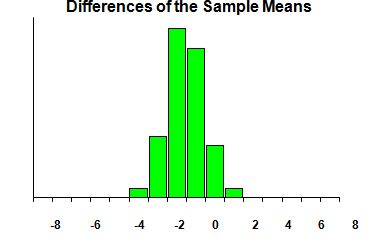 Differences of the Sample Means
-8 -6 -4 -2 0 2 4 6 8